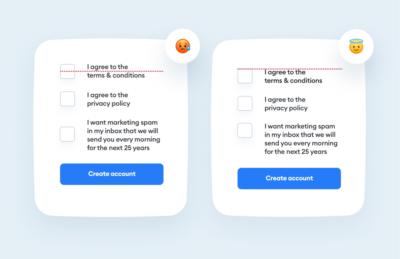 I agree to the
terms & conditions
I agree to the
privacy policy
I want marketing spam
in my inbox that we will
send you every morning
for the next 25 years
Create account
I agree to the
terms & conditions
I agree to the
privacy policy
I want marketing spam
in my inbox that we will
send you every morning
for the next 25 years
Create account